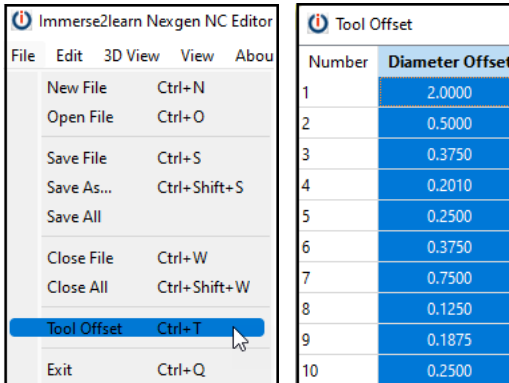 Immerse2learn Nexgen NC Editor
File Edit 3D View View Abou
New File Ctrl+N
Open File Ctrl+O
Save File Ctrl+S
Save As... Ctrl+Shift+S
Save All
Close File Ctrl+W
Close All Ctrl+Shift+W
Tool Offset Ctrl+T
Exit Ctrl+Q
Tool Offset
Number Diameter Offset
1 2.0000
2 0.5000
3 0.3750
4 0.2010
5 0.2500
6 0.3750
7 0.7500
8 0.1250
9 0.1875
10 0.2500